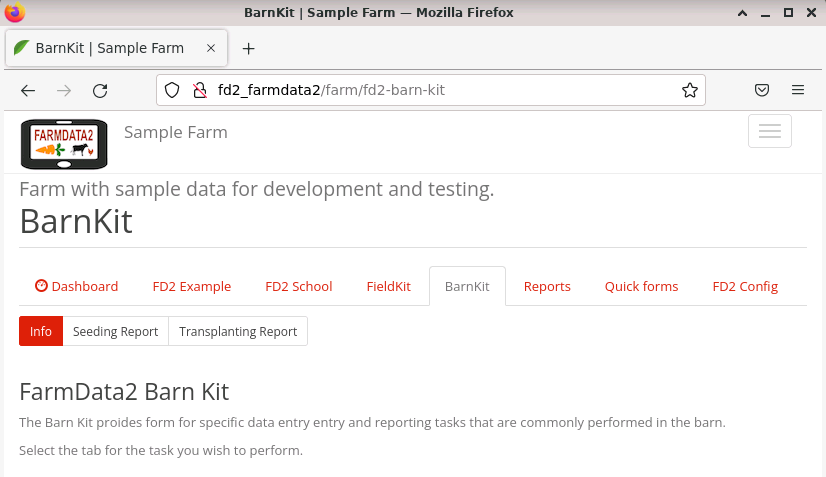 BarnKit | Sample Farm — Mozilla Firefox
BarnKit | Sample Farm
fd2_farmdata2/farm/fd2-barn-kit
FARMDATA2
Sample Farm
Farm with sample data for development and testing.
BarnKit
Dashboard FD2 Example FD2 School FieldKit BarnKit Reports Quick forms FD2 Config
Info Seeding Report Transplanting Report
FarmData2 Barn Kit
The Barn Kit proides form for specific data entry entry and reporting tasks that are commonly performed in the barn.
Select the tab for the task you wish to perform.